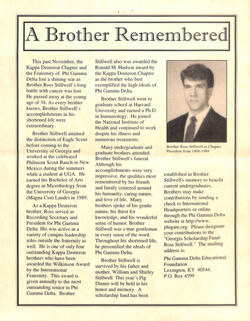 A Brother Remembered
This past November, the
Kappa Deuteron Chapter and
the Fraternity of Phi Gamma
Delta lost a shining star as
Brother Ross Stillwell's long
battle with cancer was lost.
He passed away at the young
age of 34. As every brother
knows, Brother Stillwell's
accomplishments in his
shortened life were
extraordinary.
Brother Stillwell attained
the distinction of Eagle Scout
before coming to the
University of Georgia and
worked at the celebrated
Philmont Scout Ranch in New
Mexico during the summers
while a student at UGA. He
earned his Bachelor of Arts
degree in Microbiology from
the University of Georgia
(Magna Cum Laude) in 1989.
As a Kappa Deuteron
brother, Ross served as
Recording Secretary and
President for Phi Gamma
Delta. His was active in a
variety of campus leadership
roles outside the fraternity as
well. He is one of only four
outstanding Kappa Deuteron
brothers who have been
awarded the Wilkinson Award
by the International
Fraternity. This award is
given annually to the most
outstanding senior in Phi
Gamma Delta. Brother
Stillwell also was awarded the
Ronald M. Hudson award by
the Kappa Deuteron Chapter
as the brother who best
exemplified the high ideals of
Phi Gamma Delta.
Brother Stillwell went to
graduate school at Harvard
University and earned a Ph.D.
in Immunology. He joined
the National Institute of
Health and continued to work
despite his illness and
numerous treatments.
Many undergraduate and
graduate brothers attended
Brother Stillwell's funeral.
Although his
accomplishments were very
impressive, the qualities most
remembered by his friends
and family centered around
his humanity, caring nature,
and love of life. Many
brothers spoke of his gentle
nature, his thirst for
knowledge, and his wonderful
sense of humor. Brother
Stillwell was a true gentleman
in every sense of the word.
Throughout his shortened life,
he personified the ideals of
Phi Gamma Delta.
Brother Stillwell is
survived by his father and
mother, William and Shirley
Stillwell. This year's Pig
Dinner will be held in his
honor and memory. A
scholarship fund has been
Brother Ross Stillwell as Chapter
President from 1988-1989
established in Brother
Stillwell's memory to benefit
current undergraduates.
Brothers may make
contributions by sending a
check to International
Headquarters or online
through the Phi Gamma Delta
website at http://www.
phigam.org. Please designate
your contributions to the
"Georgia Scholarship Fund-
Ross Stillwell." The mailing
address is:
Phi Gamma Delta Educational
Foundation
Lexington, KY 40544
P.O. Box 4599